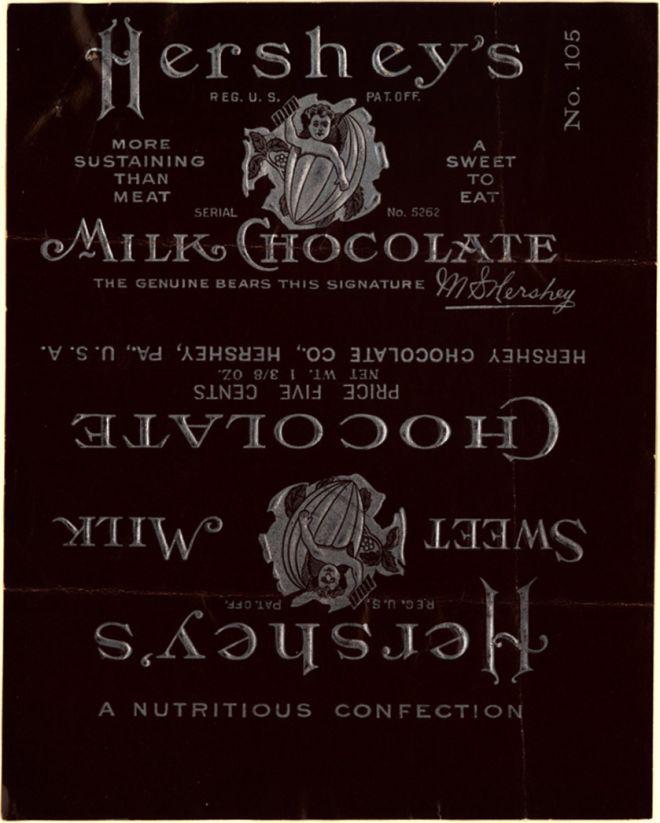 Hershey's
REG. U. S. PAT. OFF.
No. 105
MORE
SUSTAINING
THAN
MEAT
A
SWEET
TO
EAT
SERIAL No. 5262
MILK CHOCOLATE
THE GENUINE BEARS THIS SIGNATURE M S Hershey
HERSHEY CHOCOLATE CO., HERSHEY, PA., U. S. A.
NET WT. 1 3/8 OZ.
PRICE FIVE CENTS
CHOCOLATE
SWEET MILK
REG. U. S. PAT. OFF.
Hershey's
A NUTRITIOUS CONFECTION